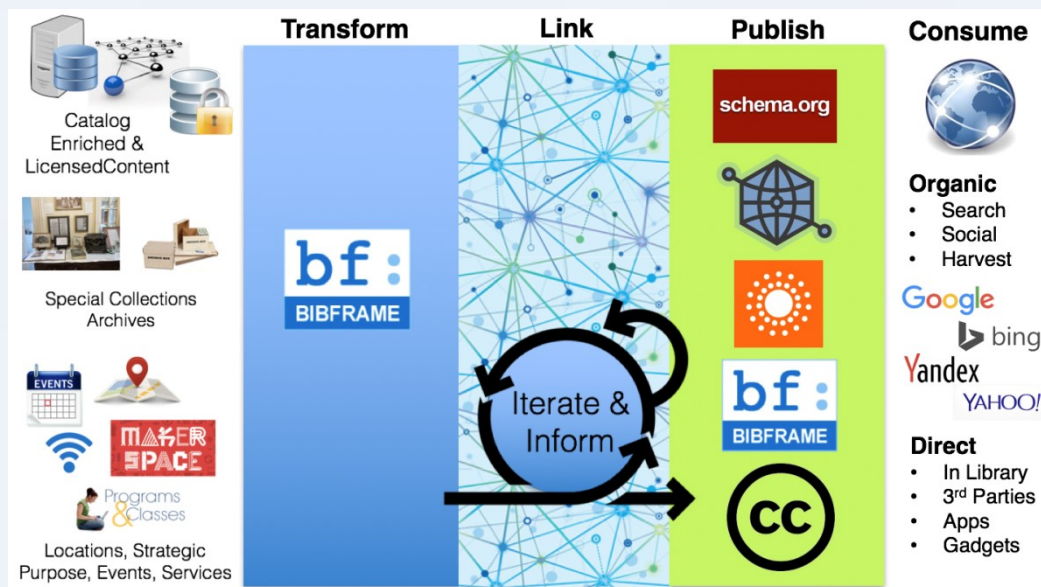 Transform
Link
Publish
Consume
Catalog
Enriched &
LicensedContent
Special Collections
Archives
EVENTS
MAKER
SPACE
Programs
&Classes
Locations, Strategic
Purpose, Events, Services
bf:
BIBFRAME
Iterate &
Inform
schema.org
bf:
BIBFRAME
cc
Organic
• Search
• Social
• Harvest
Google
bing
Yandex
YAHOO!
Direct
• In Library
• 3rd Parties
• Apps
• Gadgets